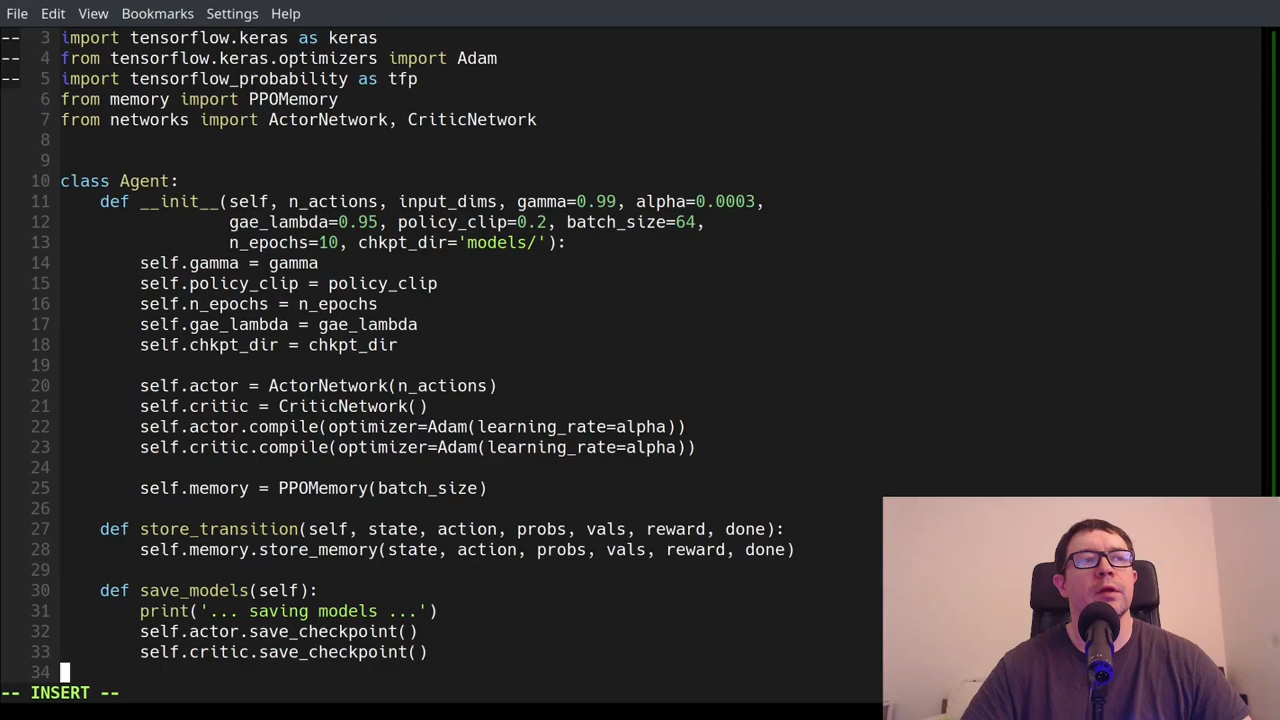 File Edit View Bookmarks Settings Help
-- 3 import tensorflow.keras as keras
-- 4 from tensorflow.keras.optimizers import Adam
-- 5 import tensorflow_probability as tfp
6 from memory import PPOMemory
7 from networks import ActorNetwork, CriticNetwork
8
9
10 class Agent:
11     def __init__(self, n_actions, input_dims, gamma=0.99, alpha=0.0003,
12                  gae_lambda=0.95, policy_clip=0.2, batch_size=64,
13                  n_epochs=10, chkpt_dir='models/'):
14         self.gamma = gamma
15         self.policy_clip = policy_clip
16         self.n_epochs = n_epochs
17         self.gae_lambda = gae_lambda
18         self.chkpt_dir = chkpt_dir
19
20         self.actor = ActorNetwork(n_actions)
21         self.critic = CriticNetwork()
22         self.actor.compile(optimizer=Adam(learning_rate=alpha))
23         self.critic.compile(optimizer=Adam(learning_rate=alpha))
24
25         self.memory = PPOMemory(batch_size)
26
27     def store_transition(self, state, action, probs, vals, reward, done):
28         self.memory.store_memory(state, action, probs, vals, reward, done)
29
30     def save_models(self):
31         print('... saving models ...')
32         self.actor.save_checkpoint()
33         self.critic.save_checkpoint()
34
-- INSERT --